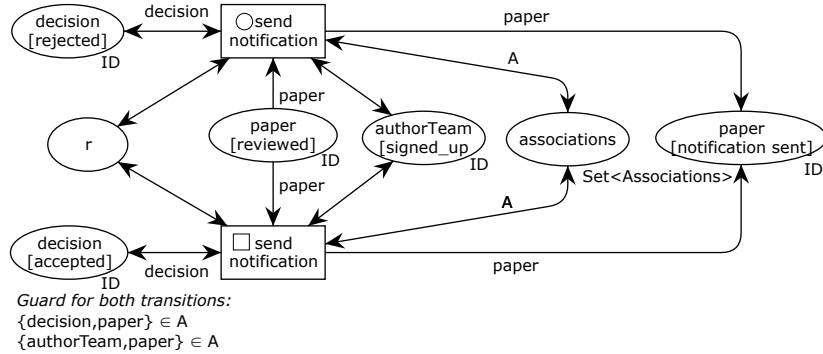 decision
[rejected]
ID
decision
send
notification
paper
A
paper
r
paper
[reviewed]
ID
authorTeam
[signed_up
ID
associations
Set<Associations>
paper
[notification sent]
ID
paper
A
decision
[accepted]
ID
decision
send
notification
paper
Guard for both transitions:
{decision,paper} ∈ A
{authorTeam,paper} ∈ A